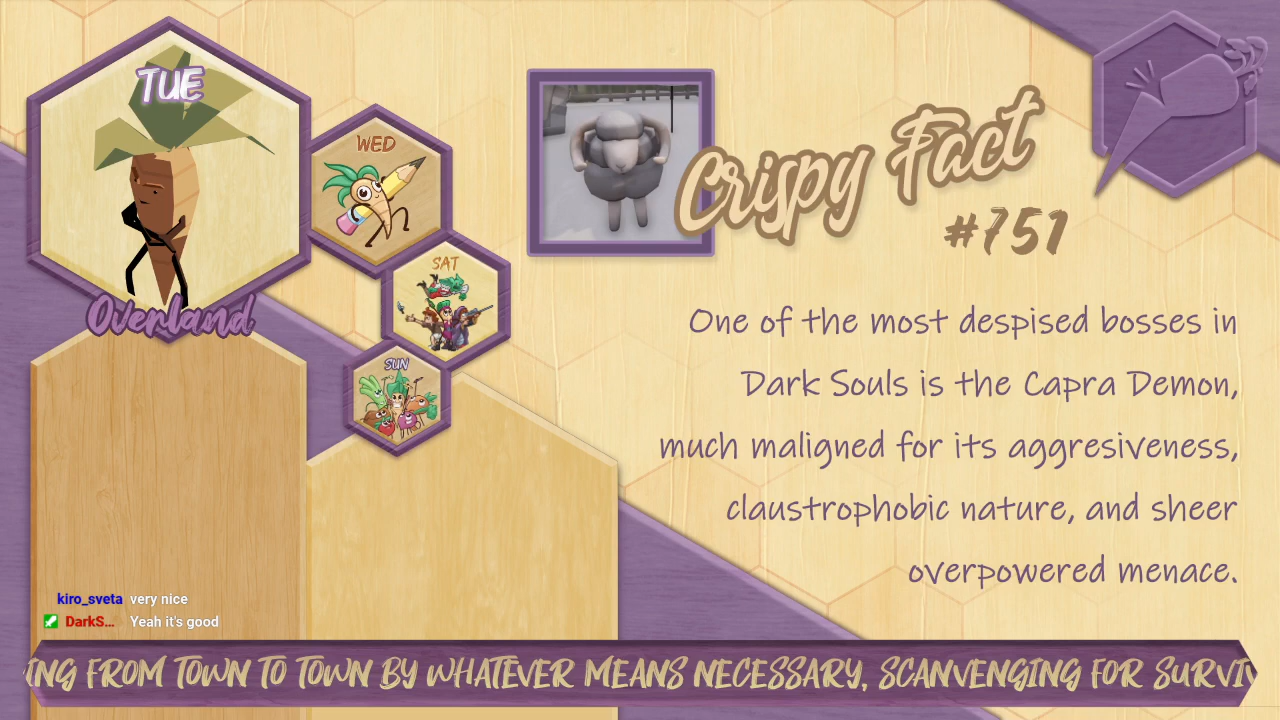 TUE
WED
SAT
SUN
Overland
Crispy Fact
#751
One of the most despised bosses in
Dark Souls is the Capra Demon,
much maligned for its aggresiveness,
claustrophobic nature, and sheer
overpowered menace.
kiro_sveta very nice
DarkS... Yeah it's good
ING FROM TOWN TO TOWN BY WHATEVER MEANS NECESSARY, SCANVENGING FOR SURVIV